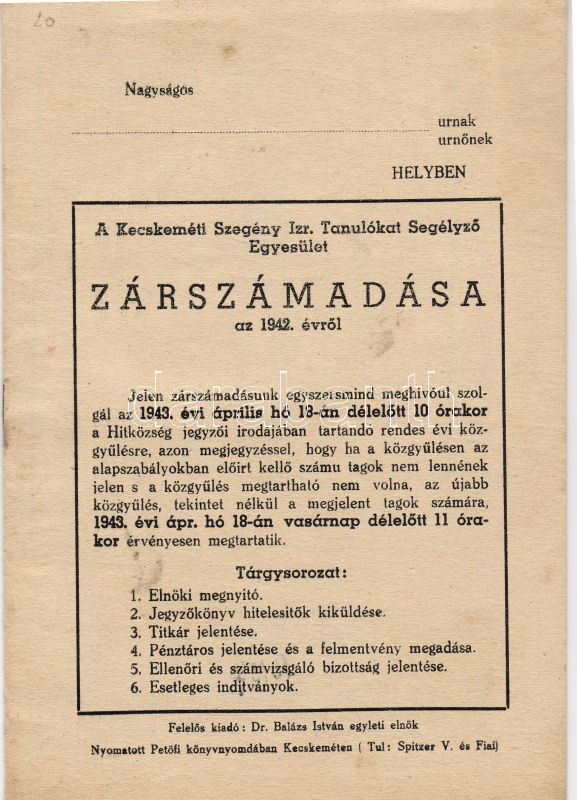 20
Nagyságos
urnak
urnőnek
HELYBEN
A Kecskeméti Szegény Izr. Tanulókat Segélyző
Egyesület
ZÁRSZÁMADÁSA
az 1942. évről
Jelen zárszámadásunk egyszersmind meghivóul szol-
gál az 1943. évi április hó 18-án délelőtt 10 órakor
a Hitközség jegyzői irodájában tartandó rendes évi köz-
gyűlésre, azon megjegyzéssel, hogy ha a közgyűlésen az
alapszabályokban előirt kellő számu tagok nem lennének
jelen s a közgyűlés megtartható nem volna, az újabb
közgyűlés, tekintet nélkül a megjelent tagok számára,
1943. évi ápr. hó 18-án vasárnap délelőtt 11 óra-
kor érvényesen megtartatik.
Tárgysorozat:
1. Elnöki megnyitó.
2. Jegyzőkönyv hitelesitők kiküldése.
3. Titkár jelentése.
4. Pénztáros jelentése és a felmentvény megadása.
5. Ellenőri és számvizsgáló bizottság jelentése.
6. Esetleges inditványok.
Felelős kiadó: Dr. Balázs István egyleti elnök
Nyomatott Petőfi könyvnyomdában Kecskeméten ( Tul: Spitzer V. és Fiai)